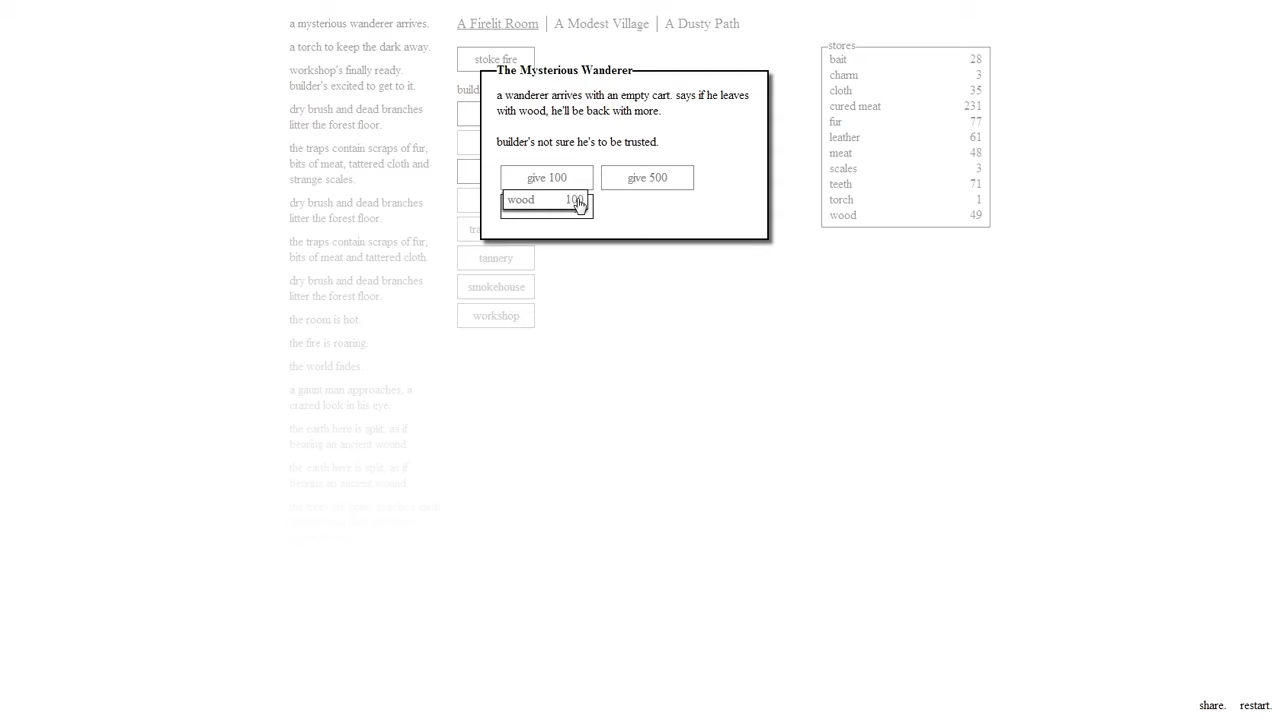 a mysterious wanderer arrives.
a torch to keep the dark away.
workshop's finally ready.
builder's excited to get to it.
dry brush and dead branches
litter the forest floor.
the traps contain scraps of fur,
bits of meat, tattered cloth and
strange scales.
dry brush and dead branches
litter the forest floor.
the traps contain scraps of fur,
bits of meat and tattered cloth.
dry brush and dead branches
litter the forest floor.
the room is hot.
the fire is roaring.
the world fades.
a gaunt man approaches, a
crazed look in his eye.
the earth here is split, as if
bearing an ancient wound.
the earth here is split, as if
bearing an ancient wound.
A Firelit Room | A Modest Village | A Dusty Path
stoke fire
build
The Mysterious Wanderer
a wanderer arrives with an empty cart. says if he leaves
with wood, he'll be back with more.
builder's not sure he's to be trusted.
give 100
give 500
wood 100
tannery
smokehouse
workshop
stores
bait 28
charm 3
cloth 35
cured meat 231
fur 77
leather 61
meat 48
scales 3
teeth 71
torch 1
wood 49
share. restart.